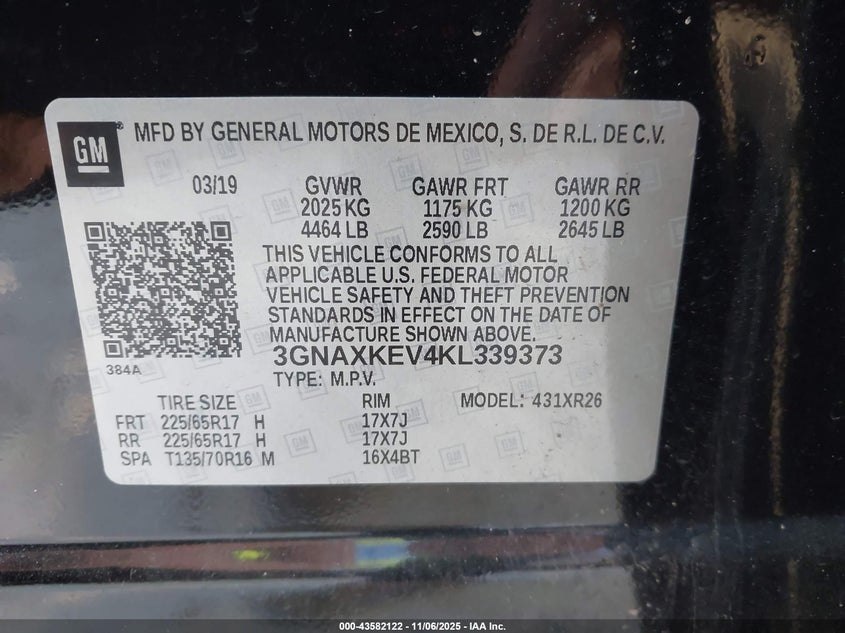 GM
MFD BY GENERAL MOTORS DE MEXICO, S. DE R.L. DE C.V.
03/19 GVWR GAWR FRT GAWR RR
2025 KG 1175 KG 1200 KG
4464 LB 2590 LB 2645 LB
THIS VEHICLE CONFORMS TO ALL
APPLICABLE U.S. FEDERAL MOTOR
VEHICLE SAFETY AND THEFT PREVENTION
STANDARDS IN EFFECT ON THE DATE OF
MANUFACTURE SHOWN ABOVE.
3GNAXKEV4KL339373
384A
TYPE: M.P.V.
TIRE SIZE RIM MODEL: 431XR26
FRT 225/65R17 H 17X7J
RR 225/65R17 H 17X7J
SPA T135/70R16 M 16X4BT
000-43582122 - 11/06/2025 - IAA Inc.